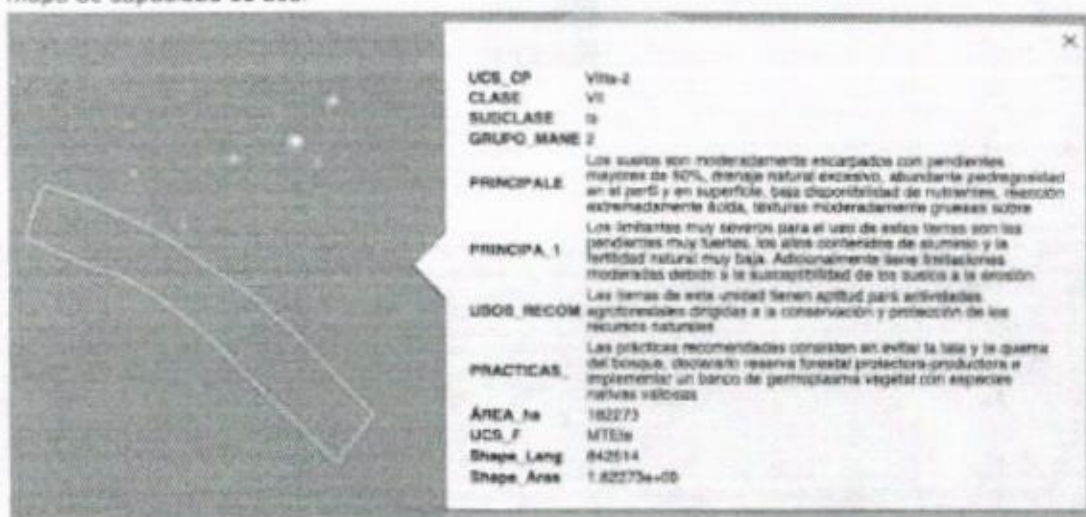 mapa de capacidad de uso.
×
UCS_CP VIIts-2
CLASE VII
SUBCLASE ts
GRUPO_MANE 2
Los suelos son moderadamente escarpados con pendientes
PRINCIPALE mayores de 50%, drenaje natural excesivo, abundante pedregosidad
en el perfil y en superficie, baja disponibilidad de nutrientes, reacción
extremadamente ácida, texturas moderadamente gruesas sobre
Los limitantes muy severos para el uso de estas tierras son las
PRINCIPA_1 pendientes muy fuertes, los altos contenidos de aluminio y la
fertilidad natural muy baja. Adicionalmente tiene limitaciones
moderadas debido a la susceptibilidad de los suelos a la erosión
Las tierras de esta unidad tienen aptitud para actividades
USOS_RECOM agroforestales dirigidas a la conservación y protección de los
recursos naturales
Las prácticas recomendadas consisten en evitar la tala y la quema
PRACTICAS_ del bosque, declararlo reserva forestal protectora-productora e
implementar un banco de germoplasma vegetal con especies
nativas valiosas
ÁREA_ha 182273
UCS_F MTEte
Shape_Leng 842514
Shape_Area 1.82273e+09